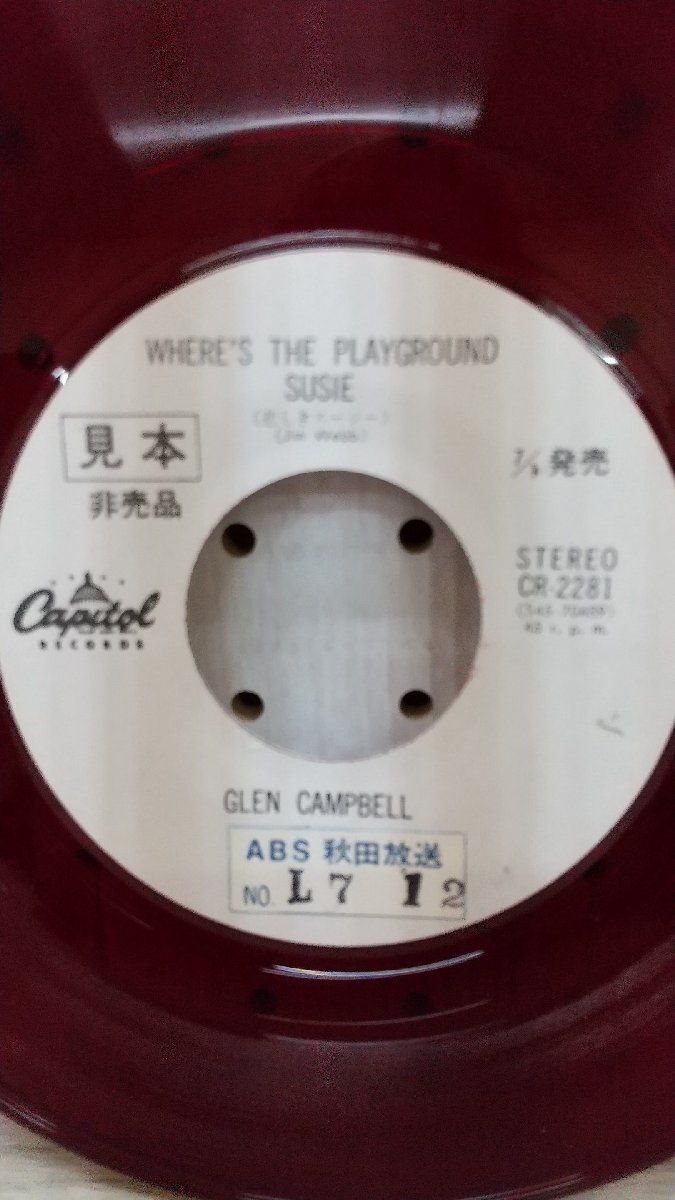 WHERE'S THE PLAYGROUND
SUSIE
見本
非売品
発売
Capitol
RECORDS
STEREO
CR-2281
45 r.p.m.
GLEN CAMPBELL
ABS 秋田放送
NO. L7 12